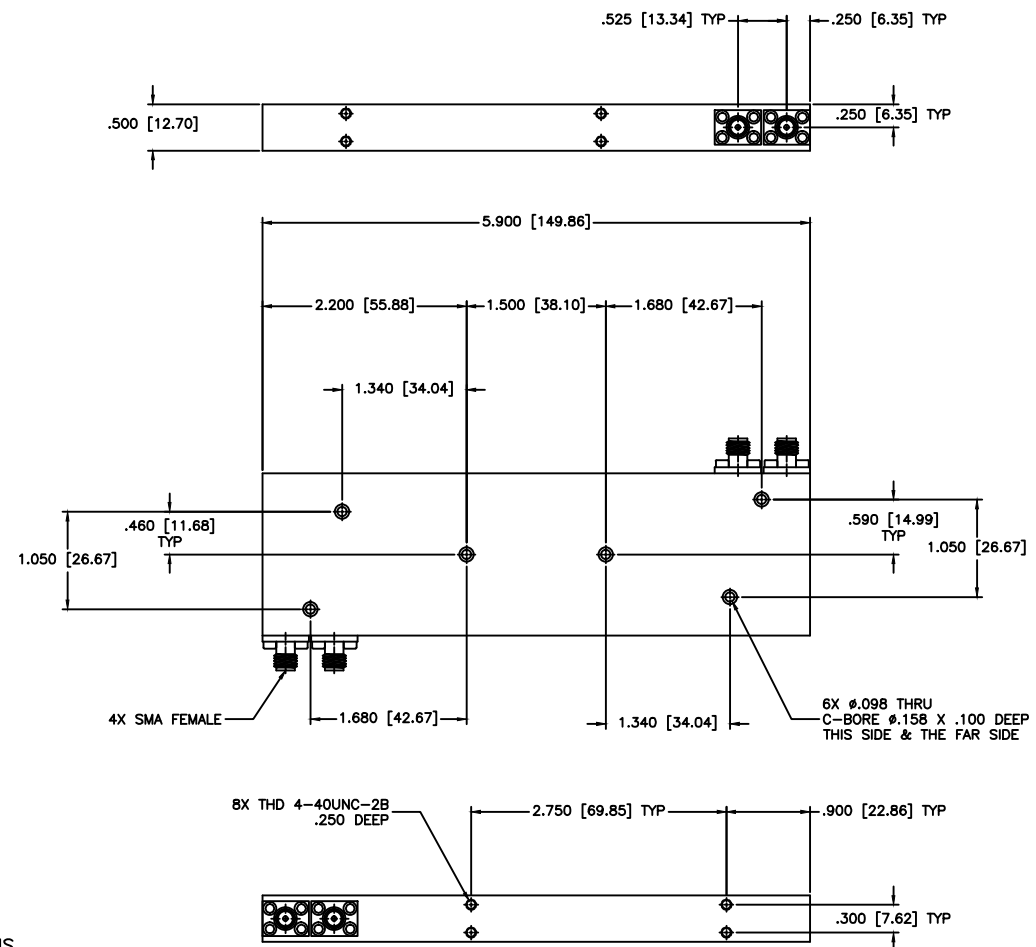 .525 [13.34] TYP
.250 [6.35] TYP
.500 [12.70]
.250 [6.35] TYP
5.900 [149.86]
2.200 [55.88]
1.500 [38.10]
1.680 [42.67]
1.340 [34.04]
.460 [11.68]
TYP
1.050 [26.67]
.590 [14.99]
TYP
1.050 [26.67]
4X SMA FEMALE
1.680 [42.67]
1.340 [34.04]
6X ø.098 THRU
C-BORE ø.158 X .100 DEEP
THIS SIDE & THE FAR SIDE
8X THD 4-40UNC-2B
.250 DEEP
2.750 [69.85] TYP
.900 [22.86] TYP
.300 [7.62] TYP